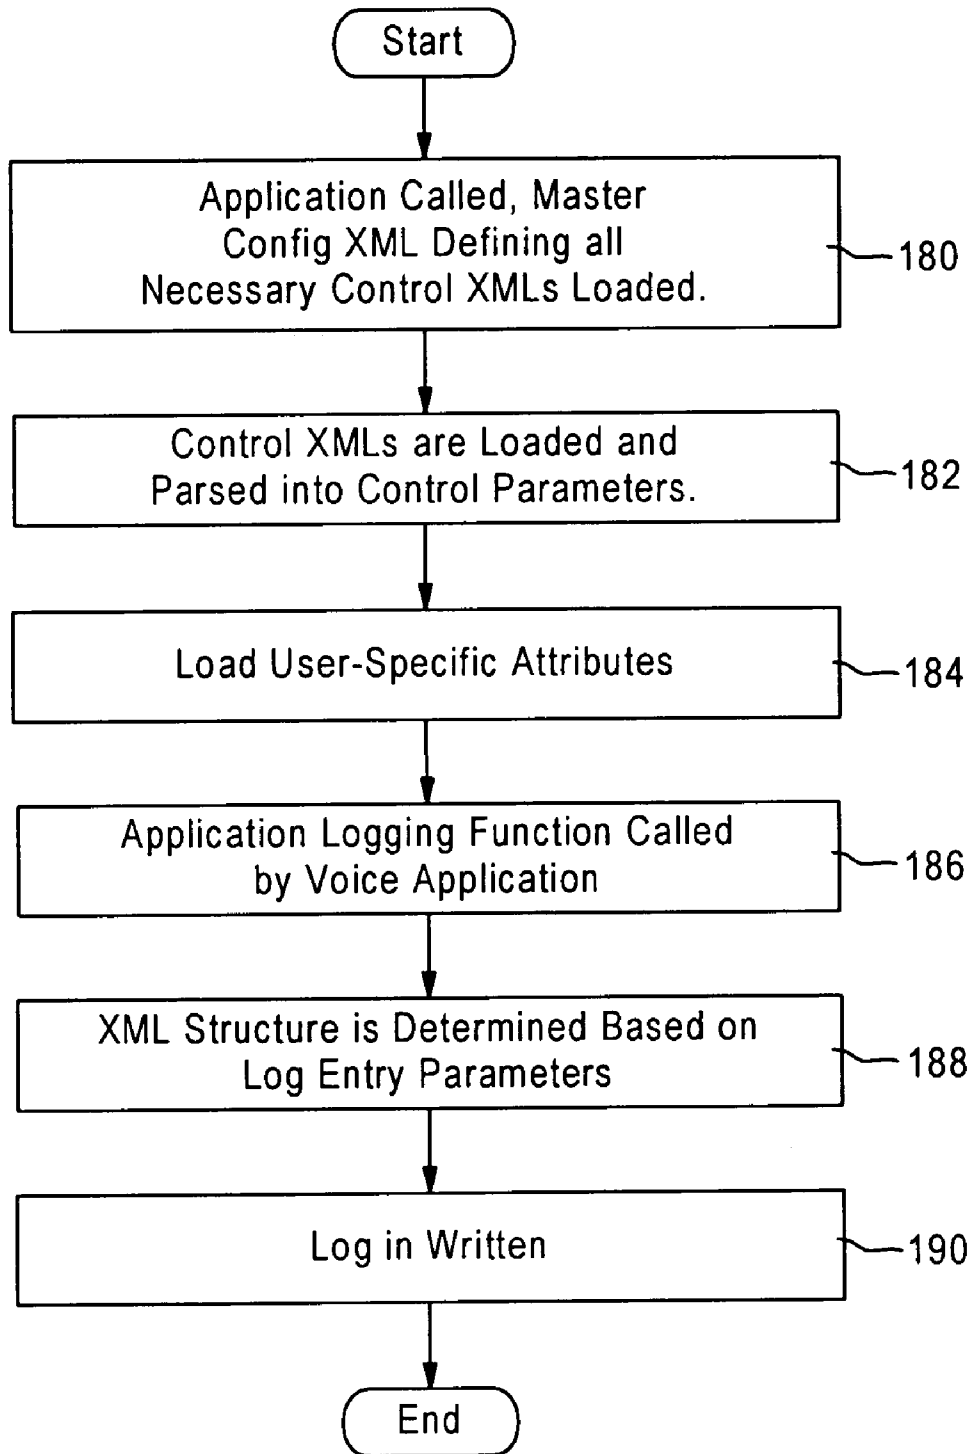 Start
Application Called, Master
Config XML Defining all
Necessary Control XMLs Loaded.
180
Control XMLs are Loaded and
Parsed into Control Parameters.
182
Load User-Specific Attributes
184
Application Logging Function Called
by Voice Application
186
XML Structure is Determined Based on
Log Entry Parameters
188
Log in Written
190
End